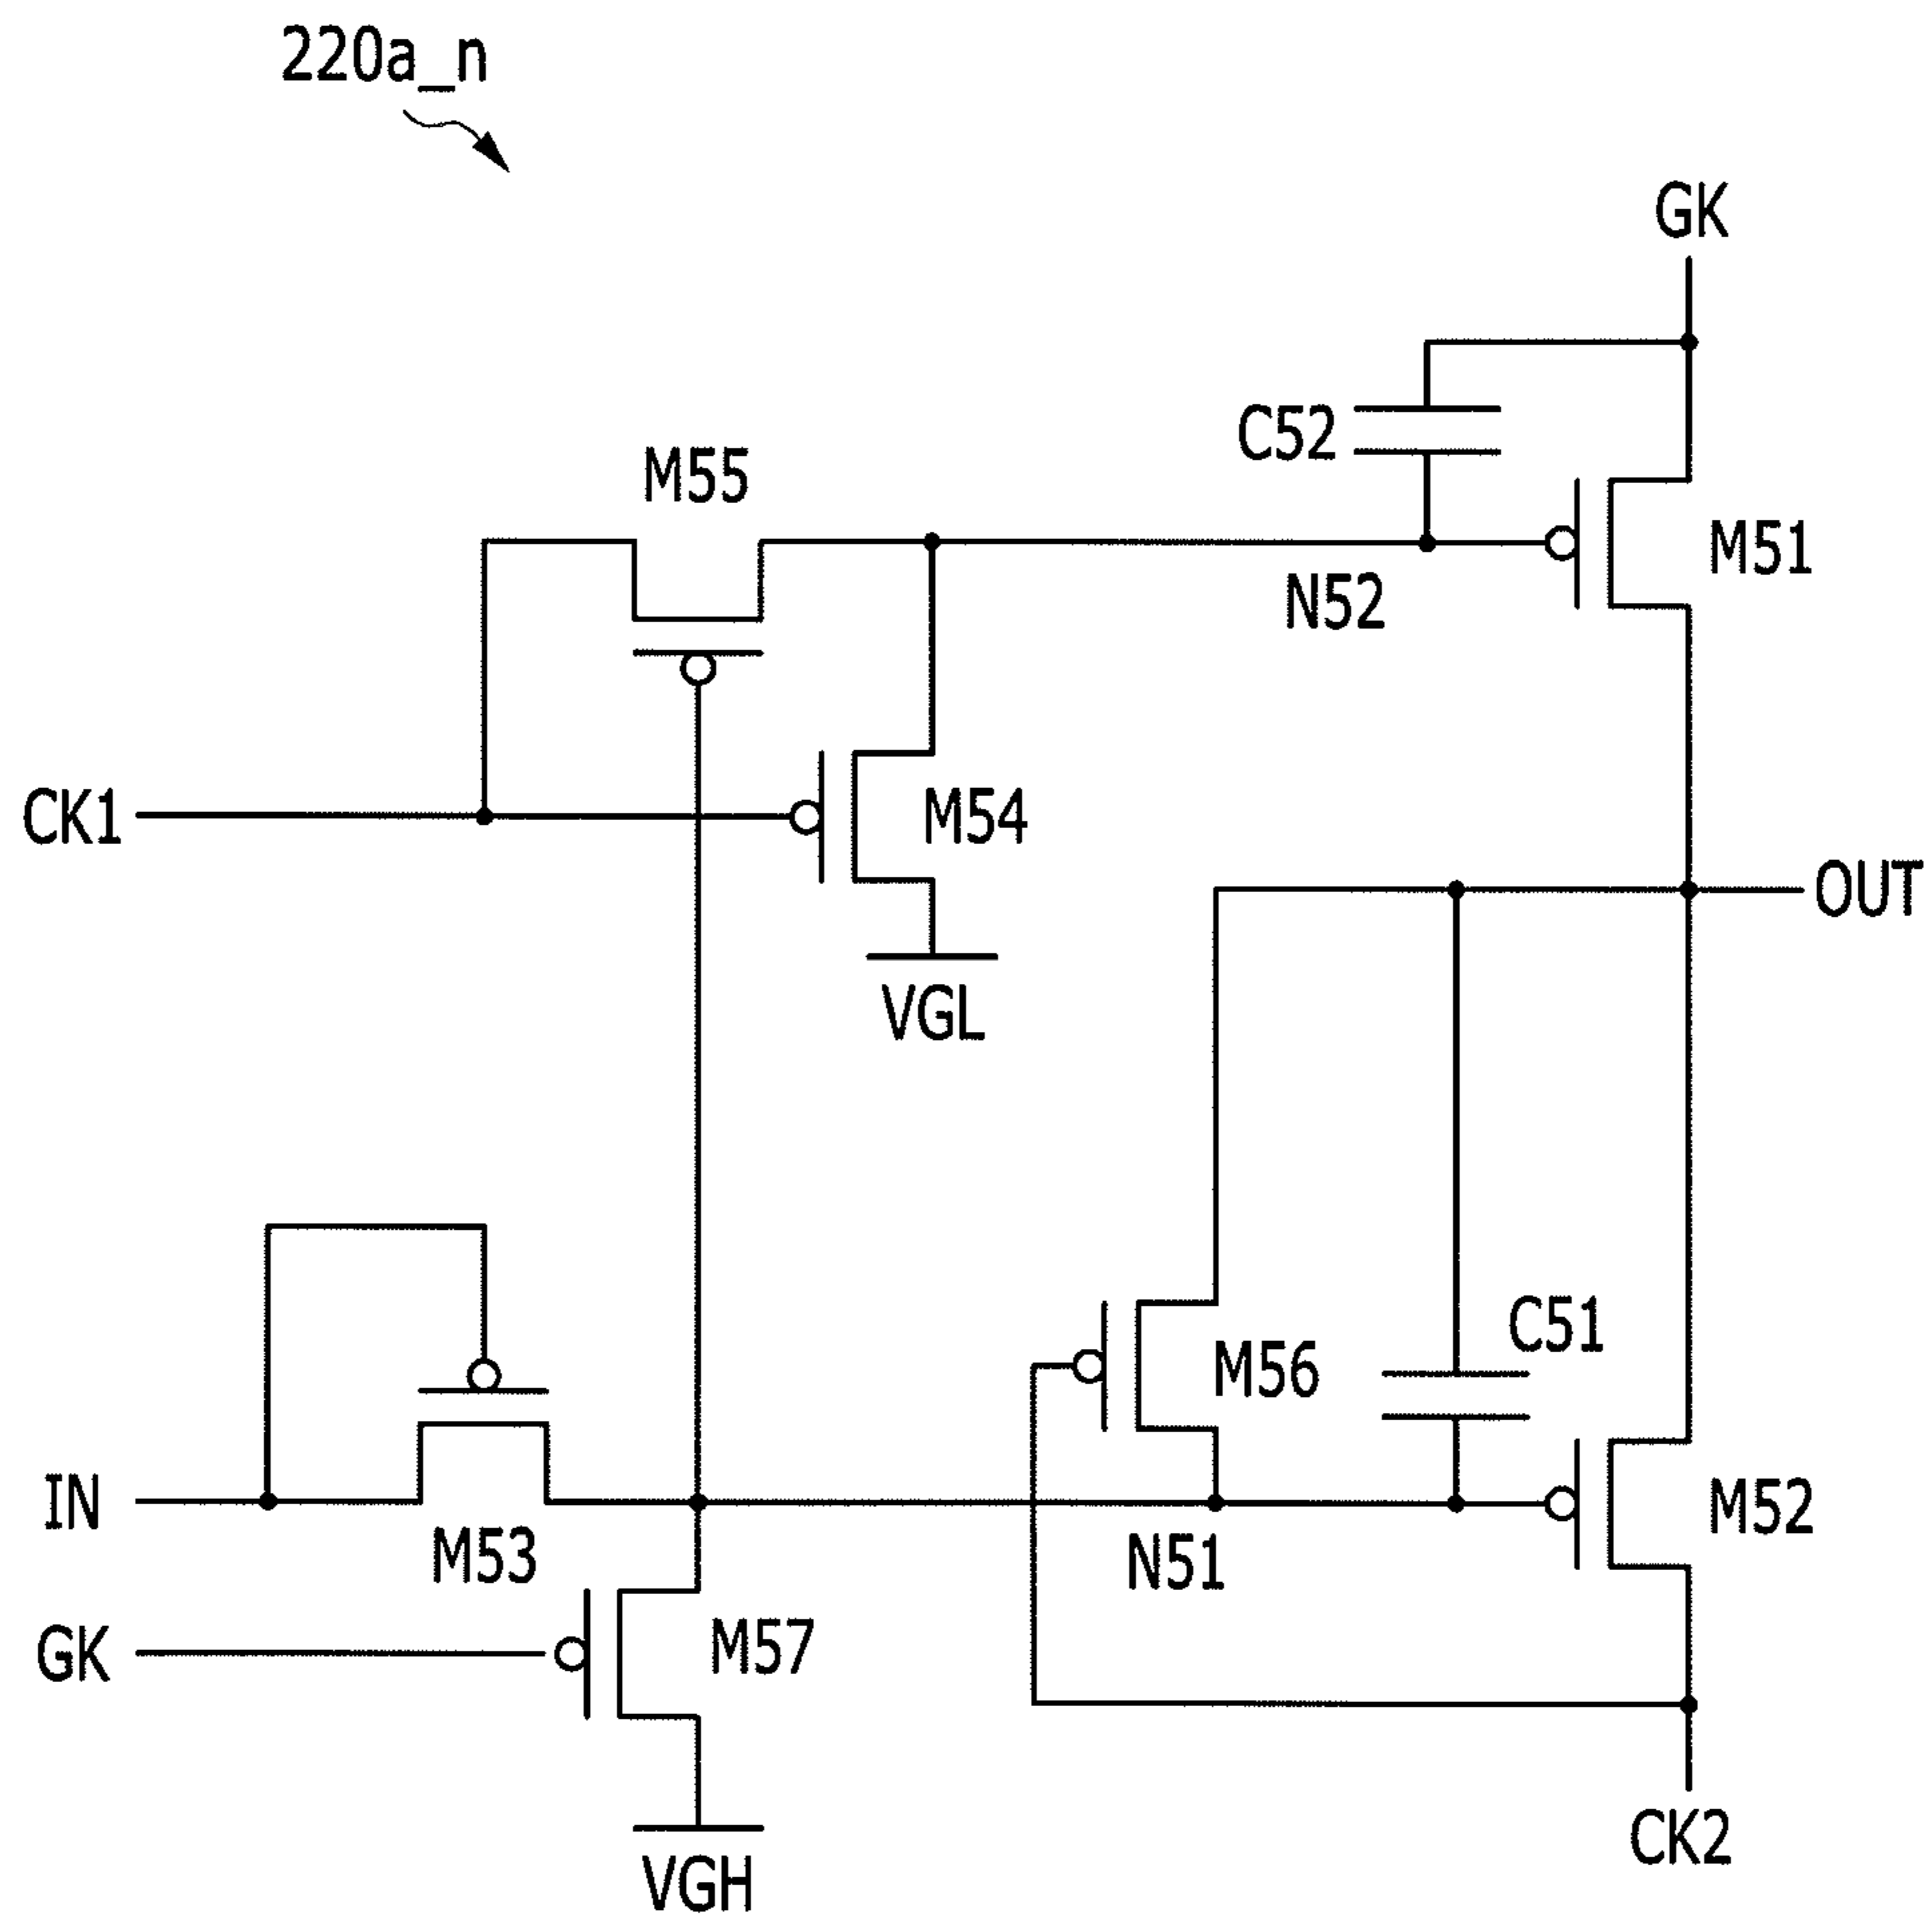 220a_n
GK
C52
M55
M51
N52
CK1
M54
OUT
VGL
C51
M56
IN
M52
M53
N51
GK
M57
CK2
VGH